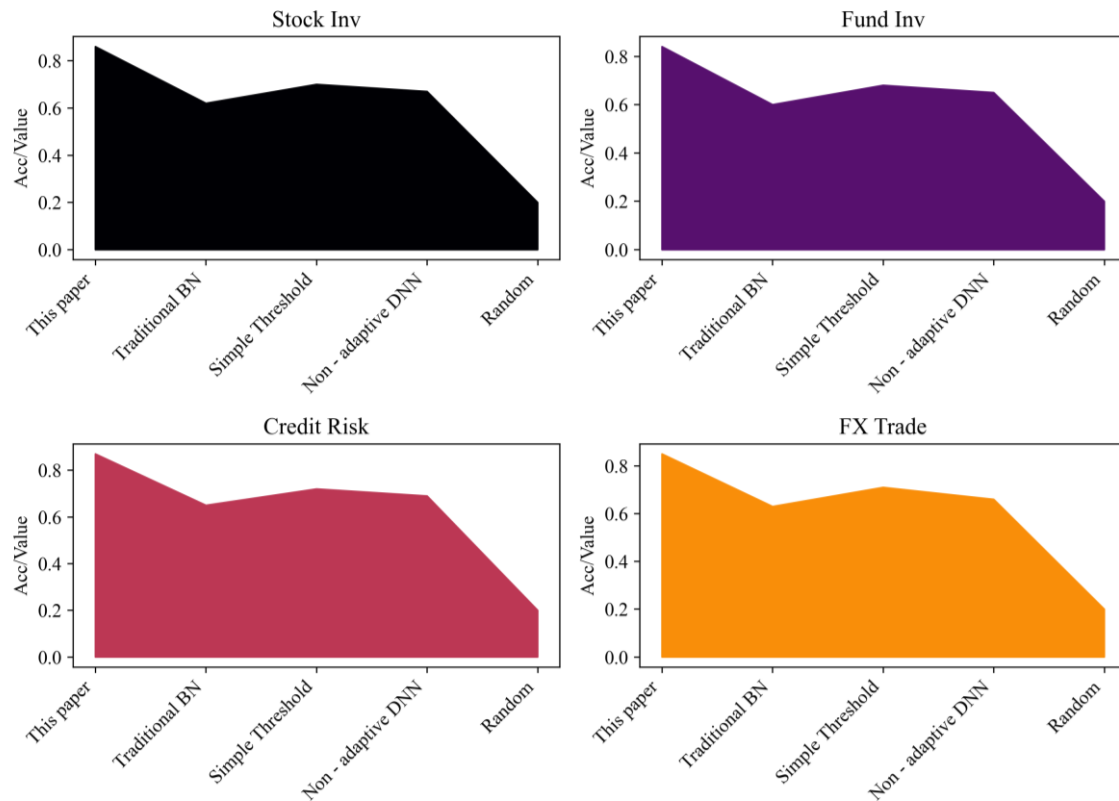 Stock Inv
Acc/Value
0.8
0.6
0.4
0.2
0.0
This paper
Traditional BN
Simple Threshold
Non - adaptive DNN
Random
Fund Inv
Acc/Value
0.8
0.6
0.4
0.2
0.0
This paper
Traditional BN
Simple Threshold
Non - adaptive DNN
Random
Credit Risk
Acc/Value
0.8
0.6
0.4
0.2
0.0
This paper
Traditional BN
Simple Threshold
Non - adaptive DNN
Random
FX Trade
Acc/Value
0.8
0.6
0.4
0.2
0.0
This paper
Traditional BN
Simple Threshold
Non - adaptive DNN
Random